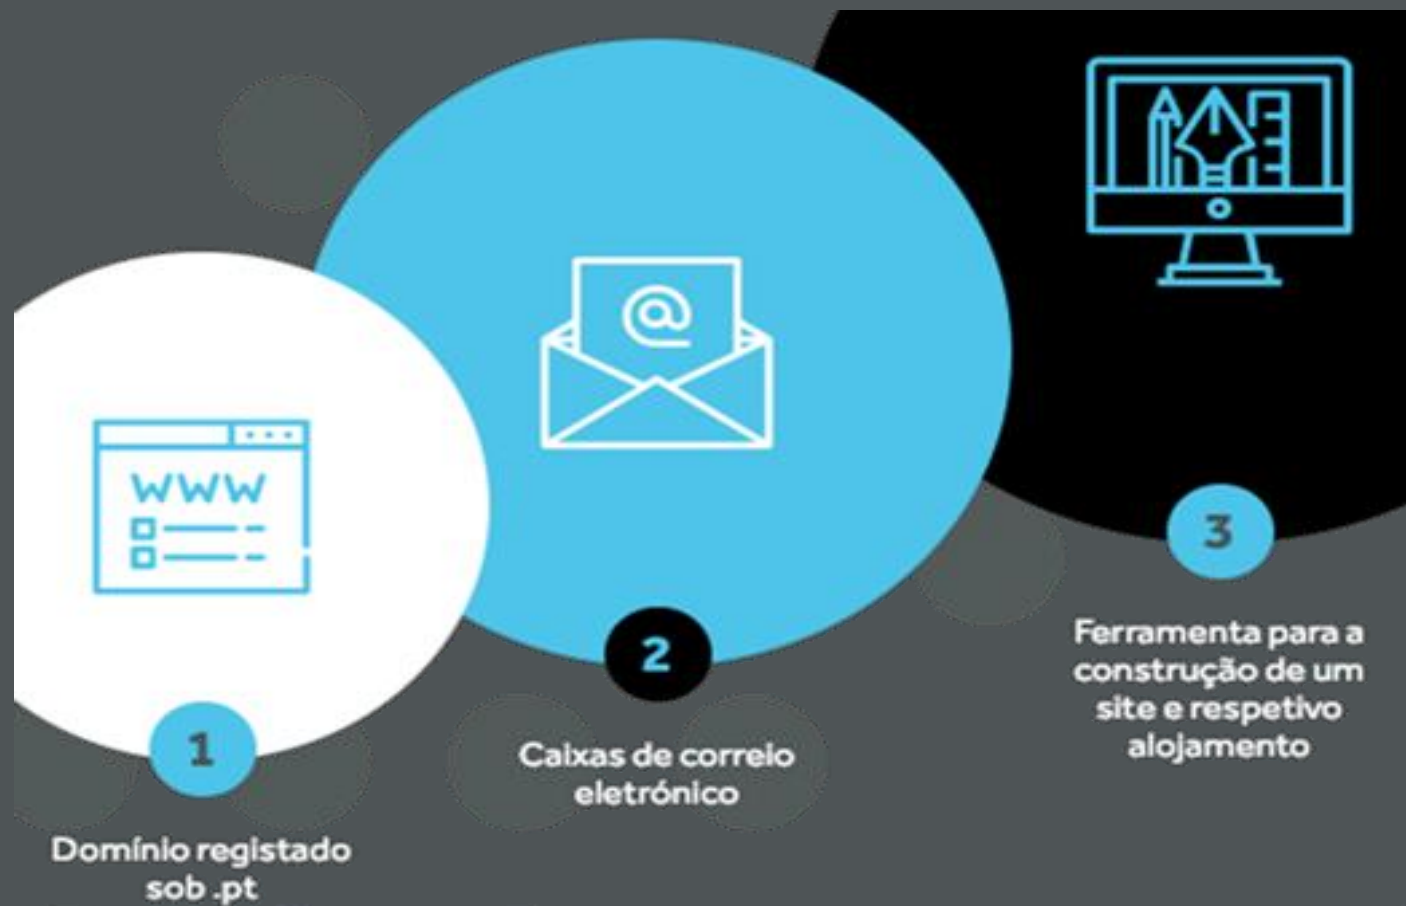 WWW
1
Domínio registado
sob .pt
@
2
Caixas de correio
eletrónico
3
Ferramenta para a
construção de um
site e respetivo
alojamento